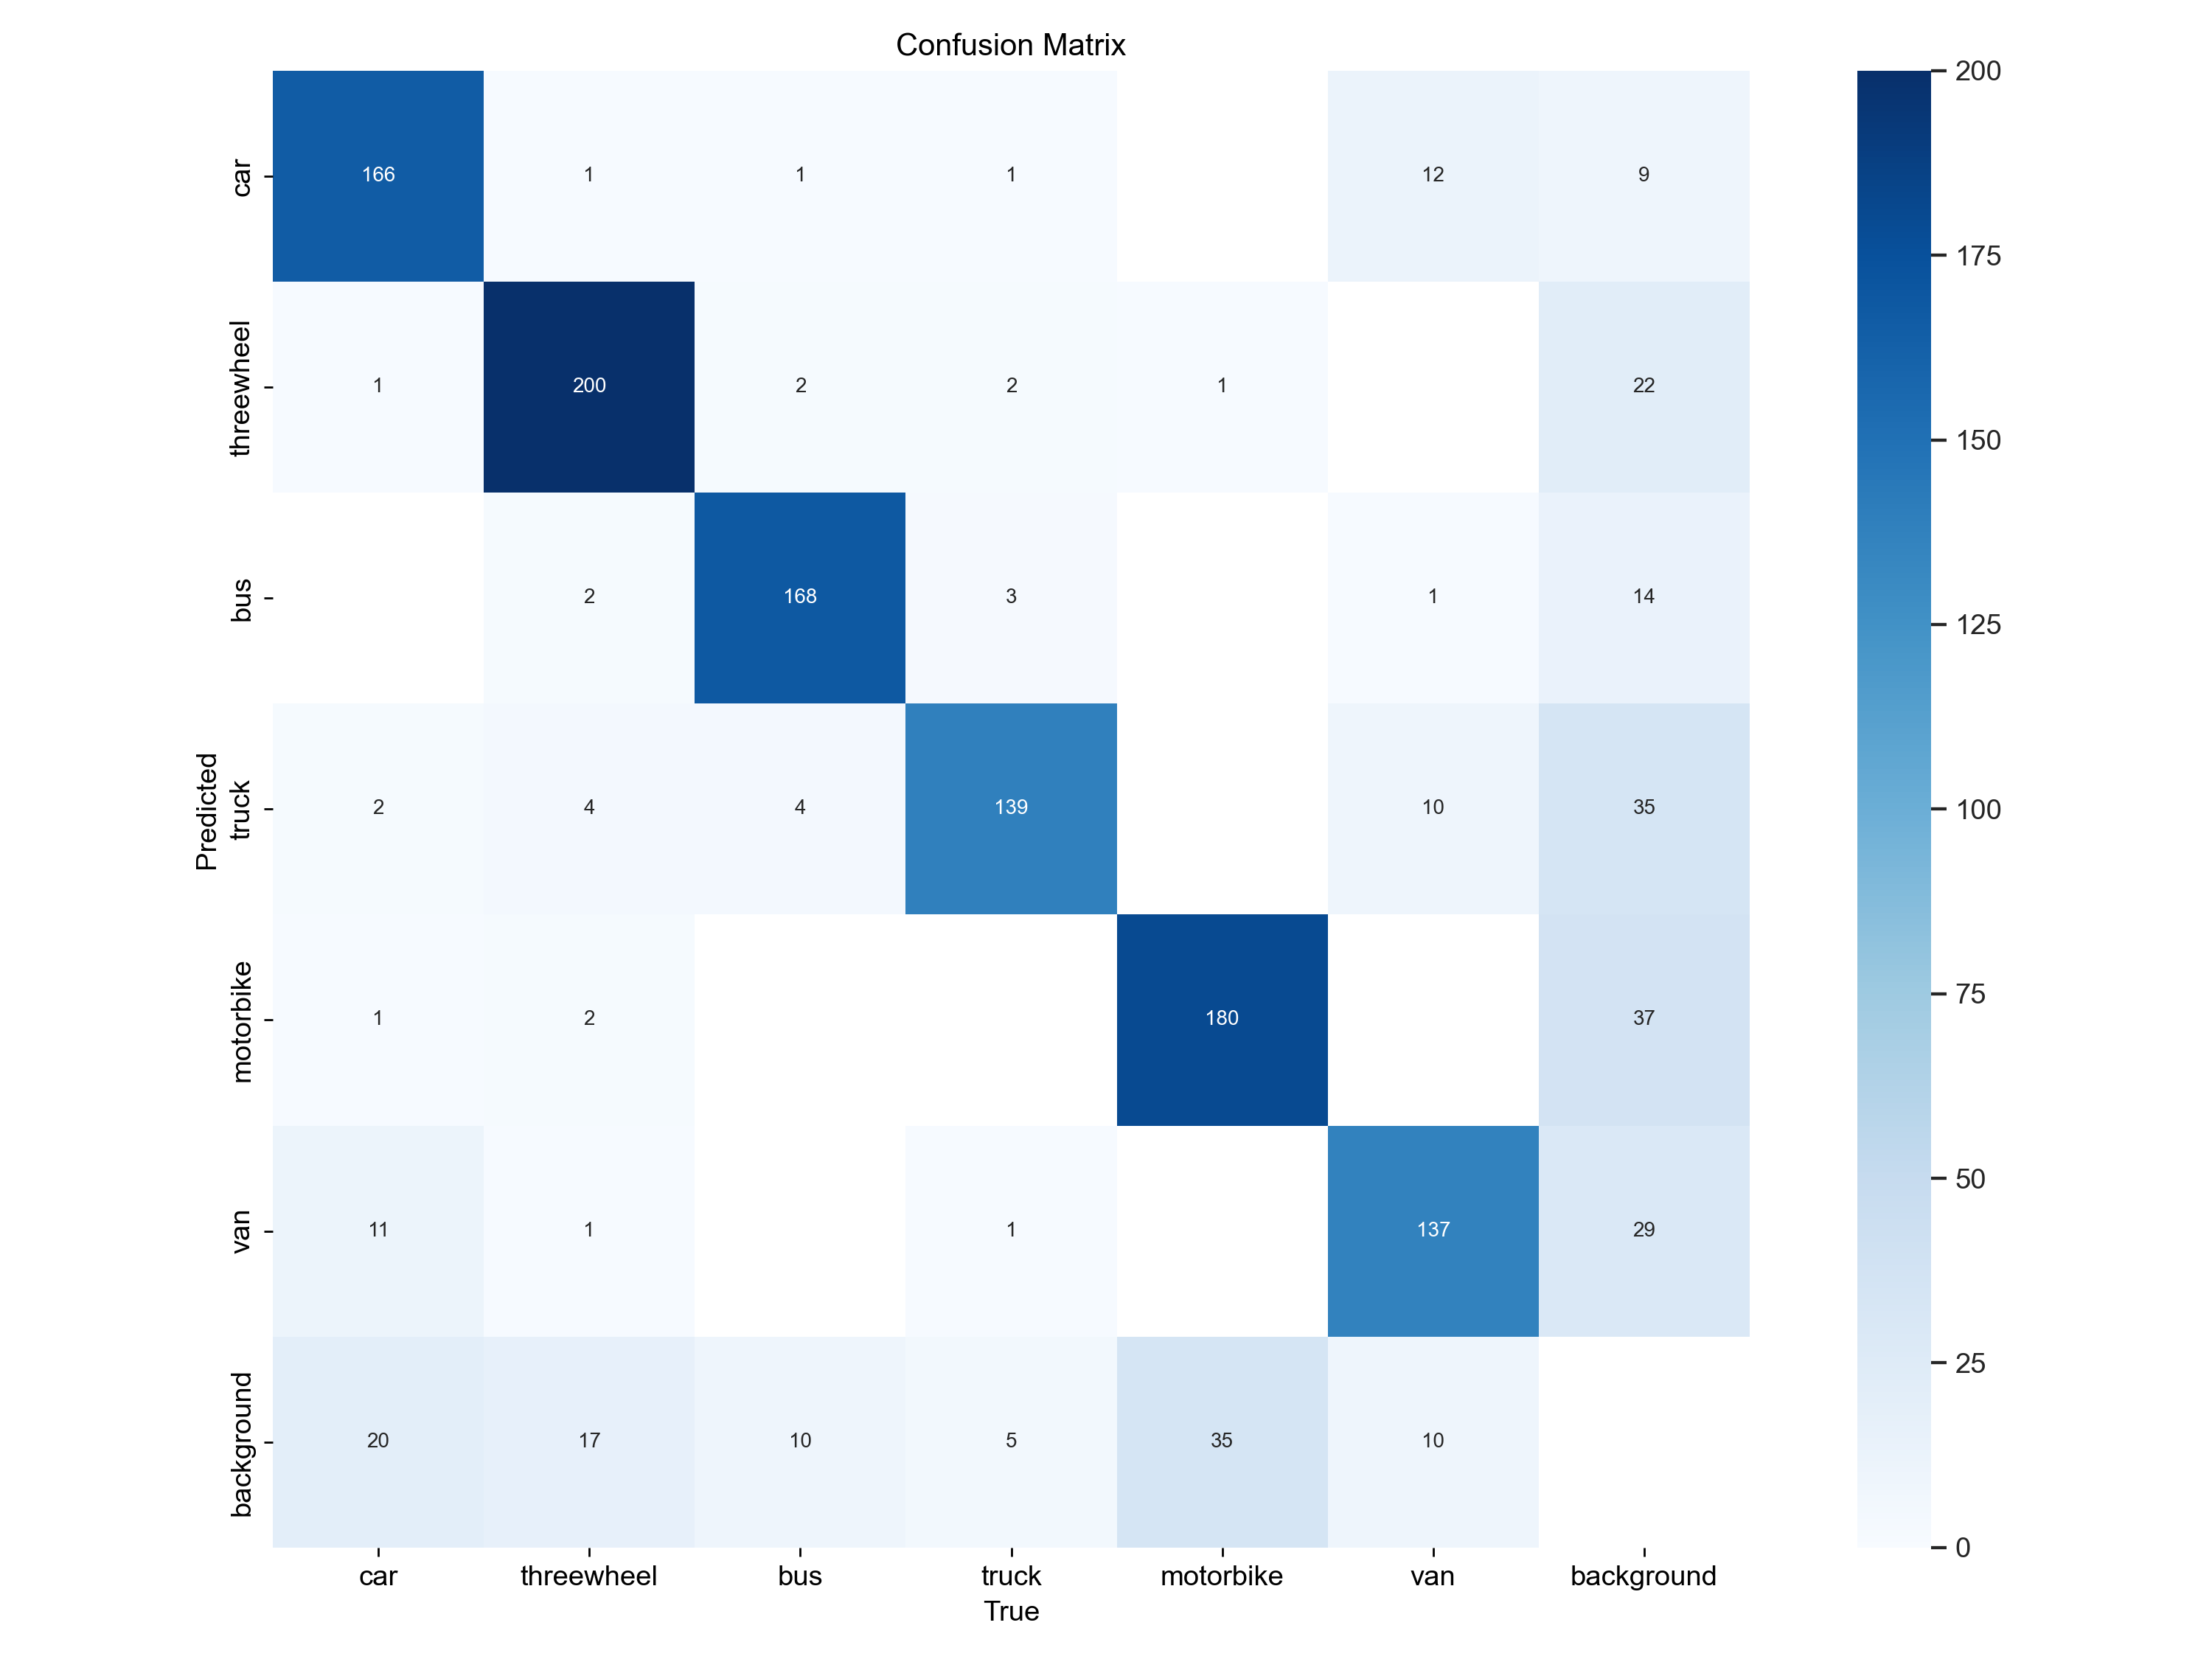 Confusion Matrix
car 166 1 1 1 12 9
threewheel 1 200 2 2 1 22
bus 2 168 3 1 14
truck 2 4 4 139 10 35
motorbike 1 2 180 37
van 11 1 1 137 29
background 20 17 10 5 35 10
Predicted
car threewheel bus truck motorbike van background
True
200
175
150
125
100
75
50
25
0